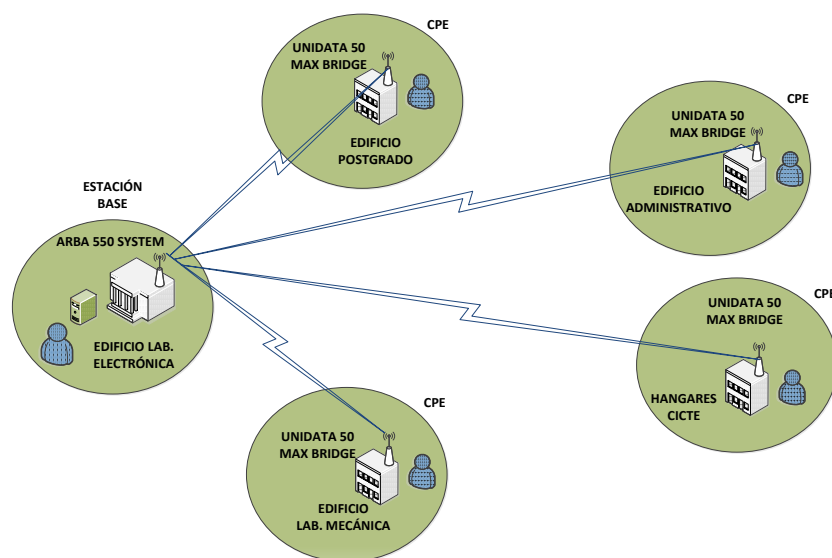 CPE
UNIDATA 50
MAX BRIDGE
EDIFICIO
POSTGRADO
CPE
UNIDATA 50
MAX BRIDGE
EDIFICIO
ADMINISTRATIVO
ESTACIÓN
BASE
ARBA 550 SYSTEM
EDIFICIO LAB.
ELECTRÓNICA
CPE
UNIDATA 50
MAX BRIDGE
HANGARES
CICTE
CPE
UNIDATA 50
MAX BRIDGE
EDIFICIO
LAB. MECÁNICA